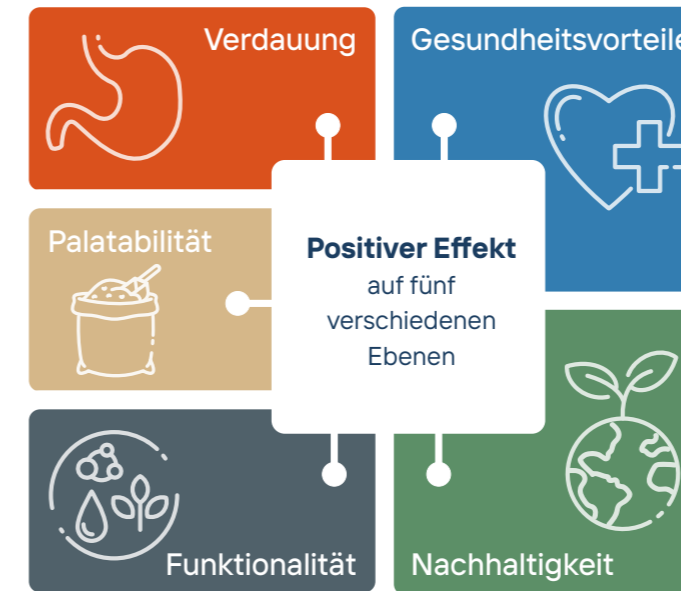 Verdauung
Gesundheitsvorteile
Palatabilität
Positiver Effekt
auf fünf
verschiedenen
Ebenen
Funktionalität
Nachhaltigkeit